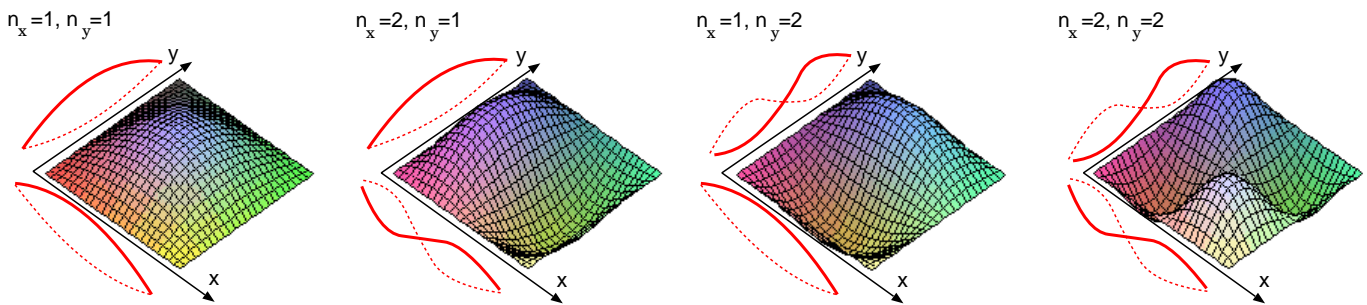 n_x=1, n_y=1
n_x=2, n_y=1
n_x=1, n_y=2
n_x=2, n_y=2
y
y
y
y
x
x
x
x